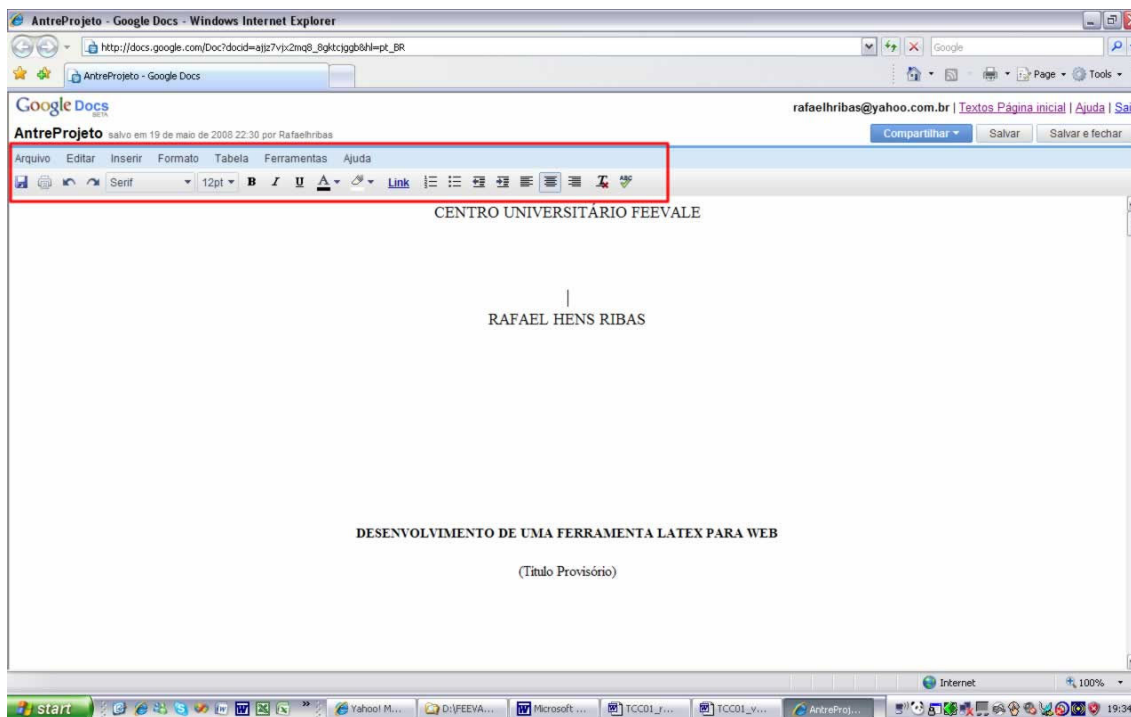 AntreProjeto - Google Docs - Windows Internet Explorer
http://docs.google.com/Doc?docid=ajjz7vjx2mq8_8gktcjggb&hl=pt_BR
Google
AntreProjeto - Google Docs
Page
Tools
Google Docs
BETA
rafaelhribas@yahoo.com.br | Textos Página inicial | Ajuda | Sai
AntreProjeto salvo em 19 de maio de 2008 22:30 por Rafaelhribas
Compartilhar
Salvar
Salvar e fechar
Arquivo Editar Inserir Formato Tabela Ferramentas Ajuda
Serif 12pt B I U A Link
CENTRO UNIVERSITÁRIO FEEVALE
RAFAEL HENS RIBAS
DESENVOLVIMENTO DE UMA FERRAMENTA LATEX PARA WEB
(Titulo Provisório)
Internet 100%
start Yahoo! M... D:\FEEVA... Microsoft ... TCC01_r... TCC01_v... AntreProj... 19:34